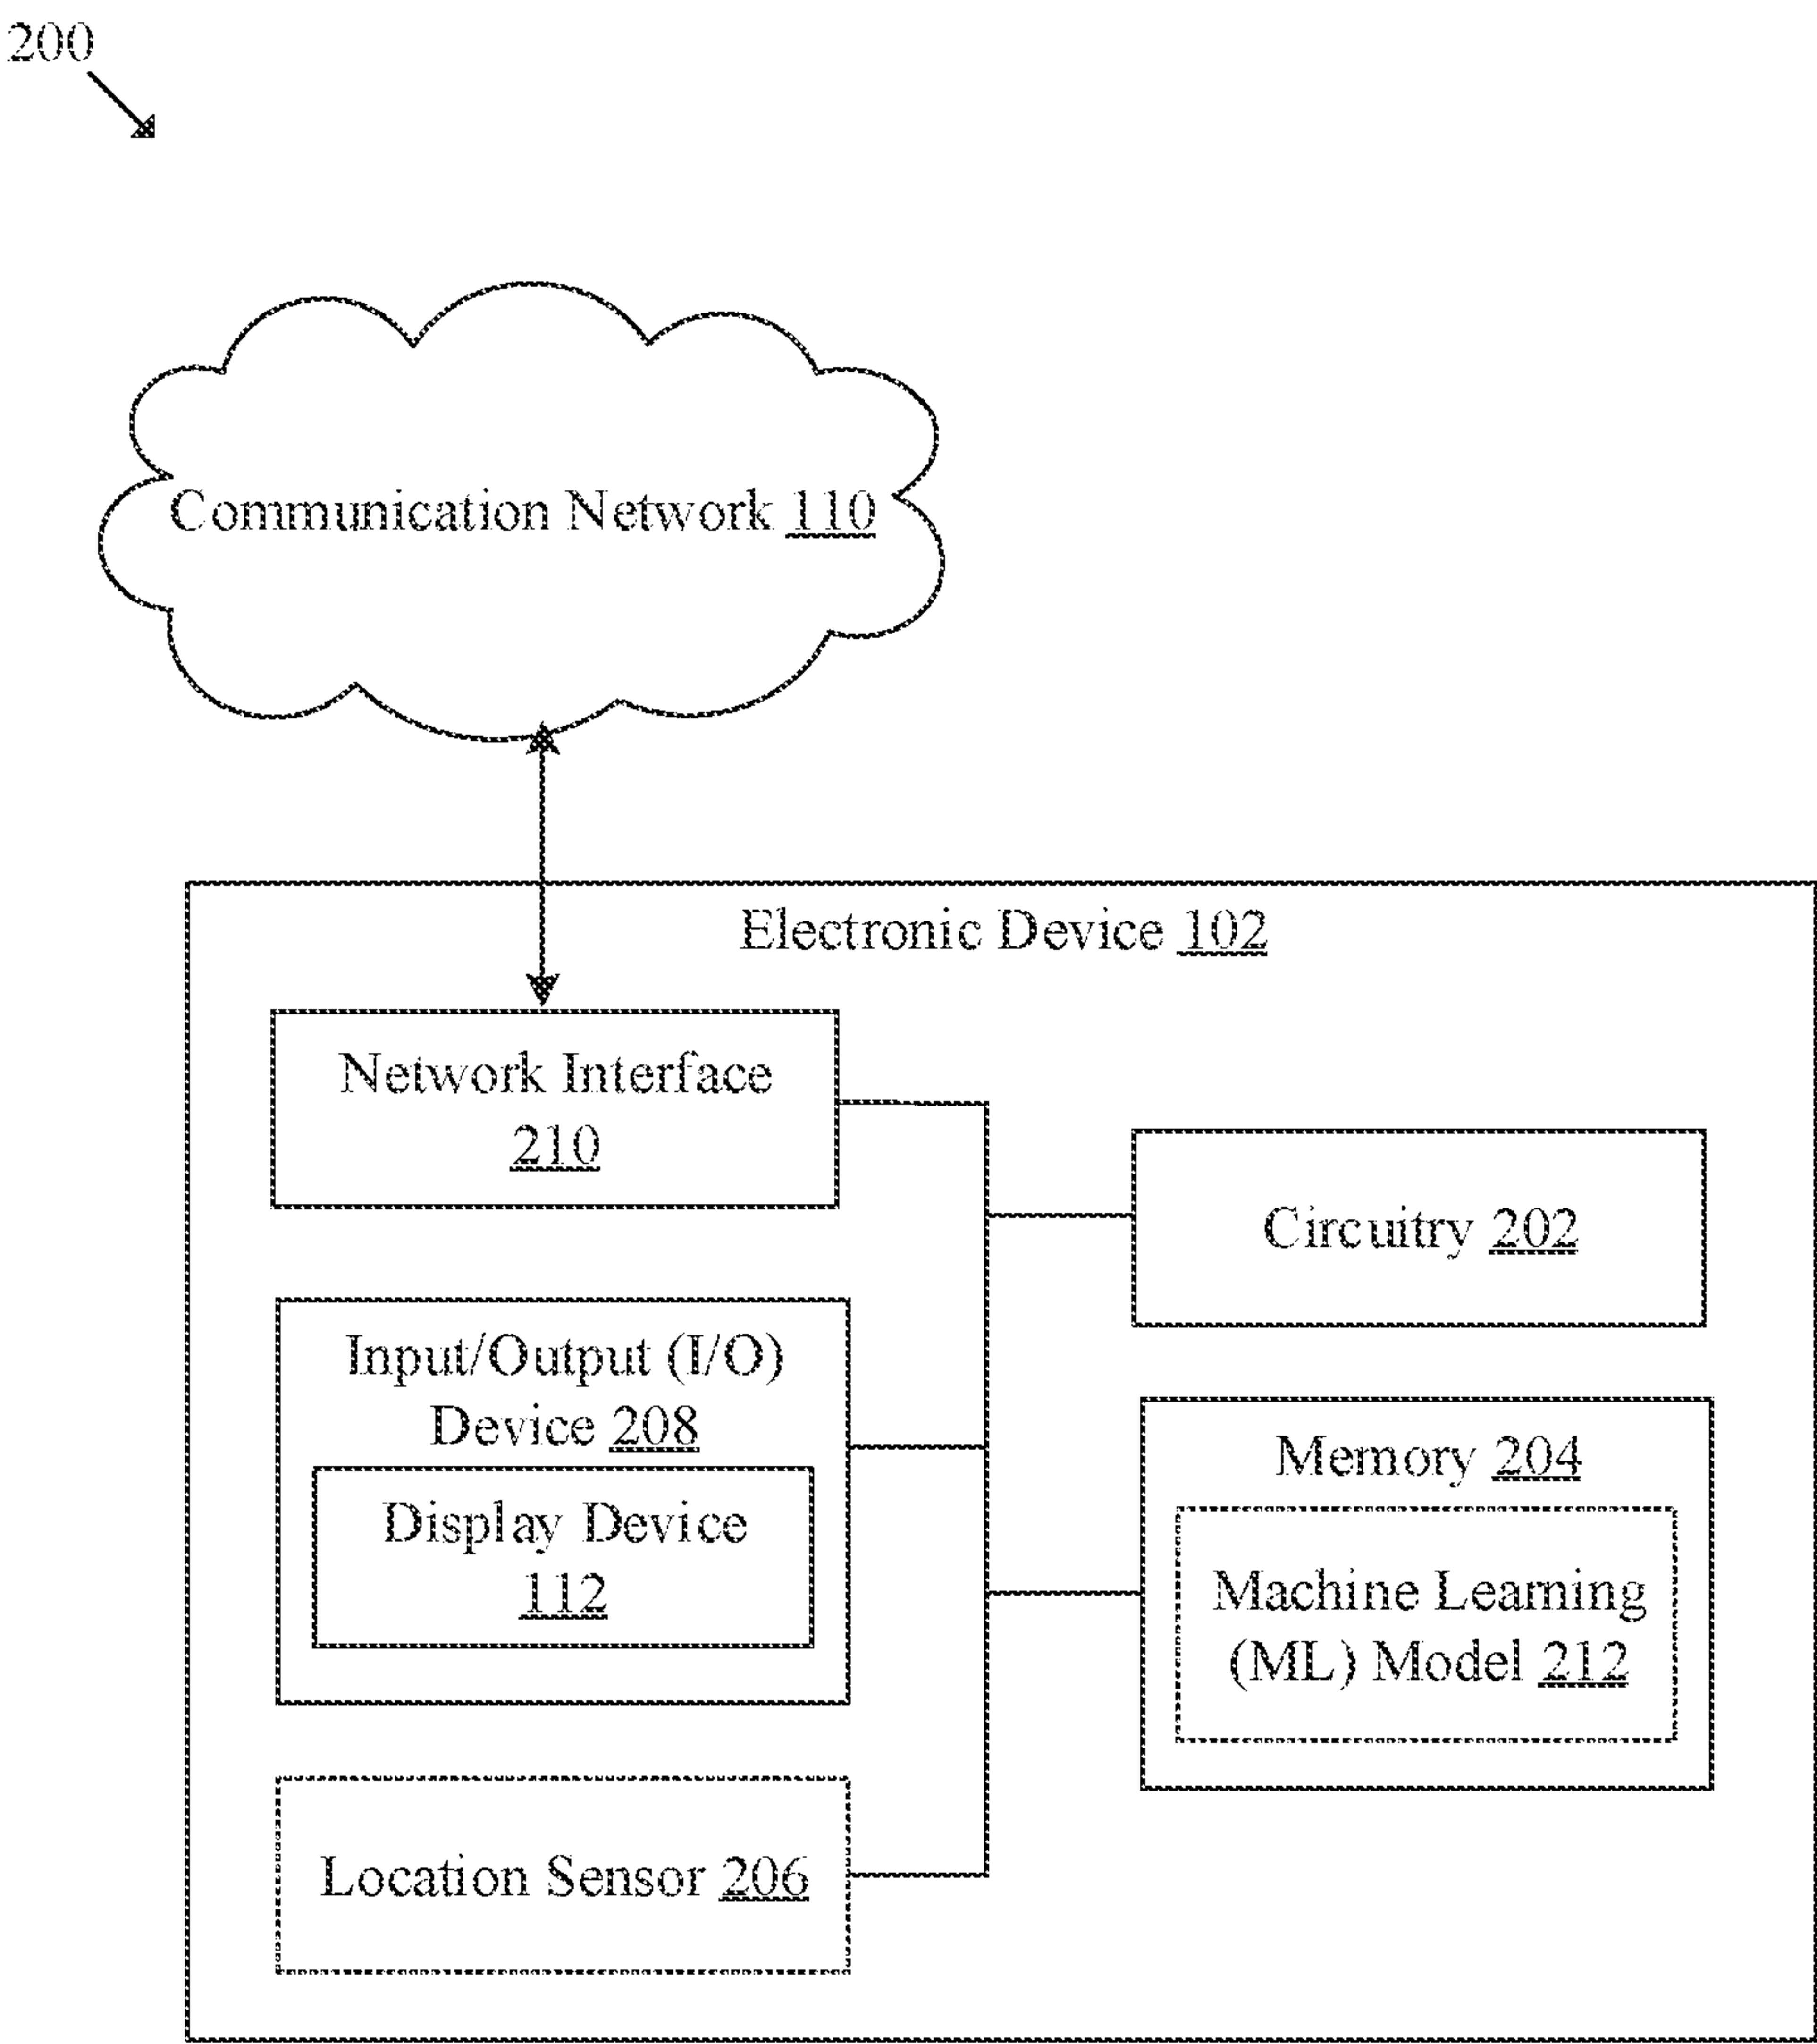 200
Communication Network 110
Electronic Device 102
Network Interface
210
Circuitry 202
Input/Output (I/O)
Device 208
Display Device
112
Memory 204
Machine Learning
(ML) Model 212
Location Sensor 206